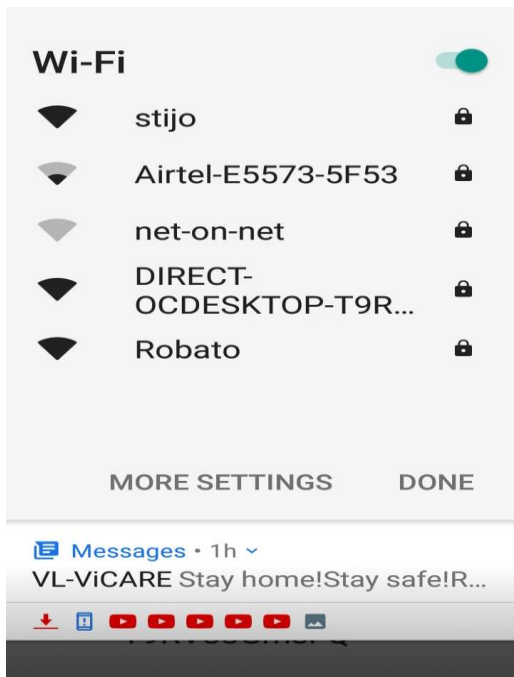 Wi-Fi
stijo
Airtel-E5573-5F53
net-on-net
DIRECT-
OCDESKTOP-T9R...
Robato
MORE SETTINGS DONE
Messages • 1h
VL-ViCARE Stay home!Stay safe!R...